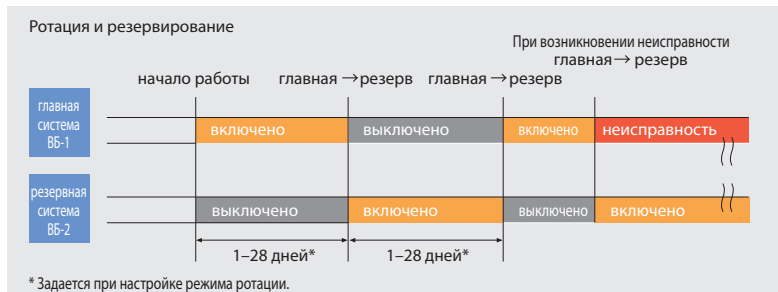 Ротация и резервирование
При возникновении неисправности
главная → резерв
начало работы главная → резерв главная → резерв
главная
система
ВБ-1
включено выключено включено неисправность
резервная
система
ВБ-2
выключено включено выключено включено
1–28 дней* 1–28 дней*
* Задается при настройке режима ротации.